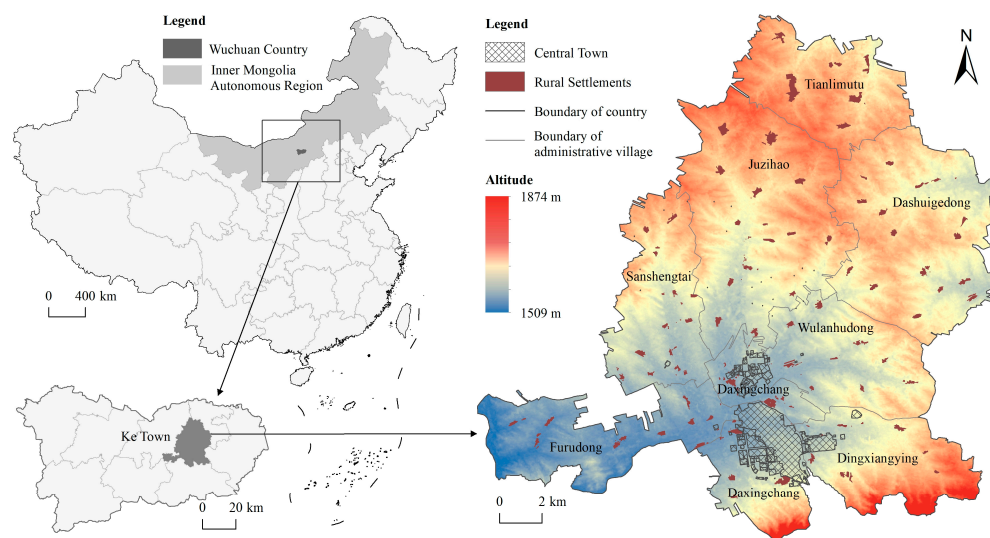 Legend
Wuchuan Country
Inner Mongolia
Autonomous Region
0 400 km
Ke Town
0 20 km
Legend
Central Town
Rural Settlements
Boundary of country
Boundary of
administrative village
Altitude
1874 m
1509 m
N
Tianlimutu
Juzihao
Dashuigedong
Sanshengtai
Wulanhudong
Daxingchang
Furudong
Dingxiangying
Daxingchang
0 2 km